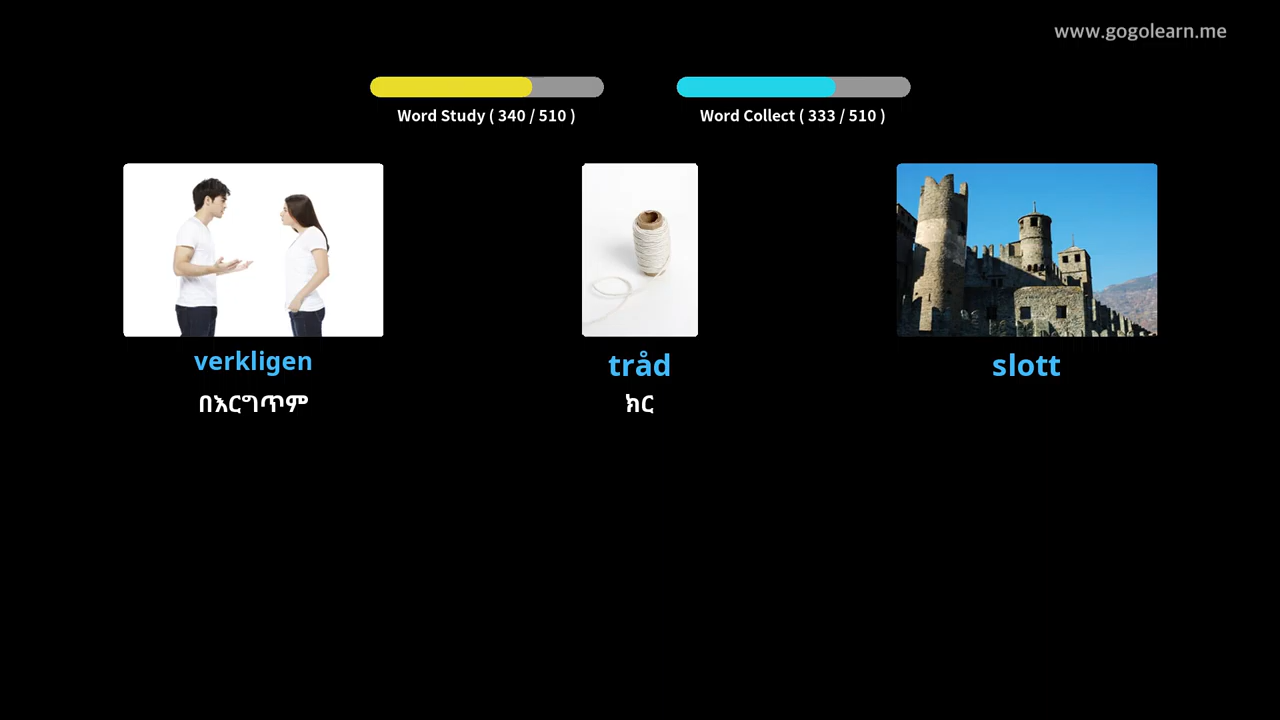 www.gogolearn.me
Word Study ( 340 / 510 )
Word Collect ( 333 / 510 )
verkligen
በእርግጥም
tråd
ክር
slott